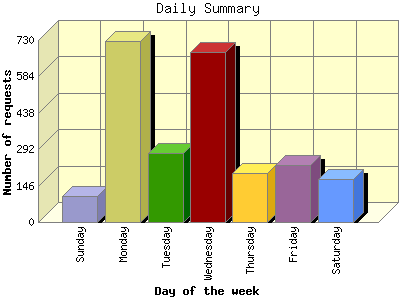 Daily Summary
Number of requests
730
584
438
292
146
0
Sunday
Monday
Tuesday
Wednesday
Thursday
Friday
Saturday
Day of the week